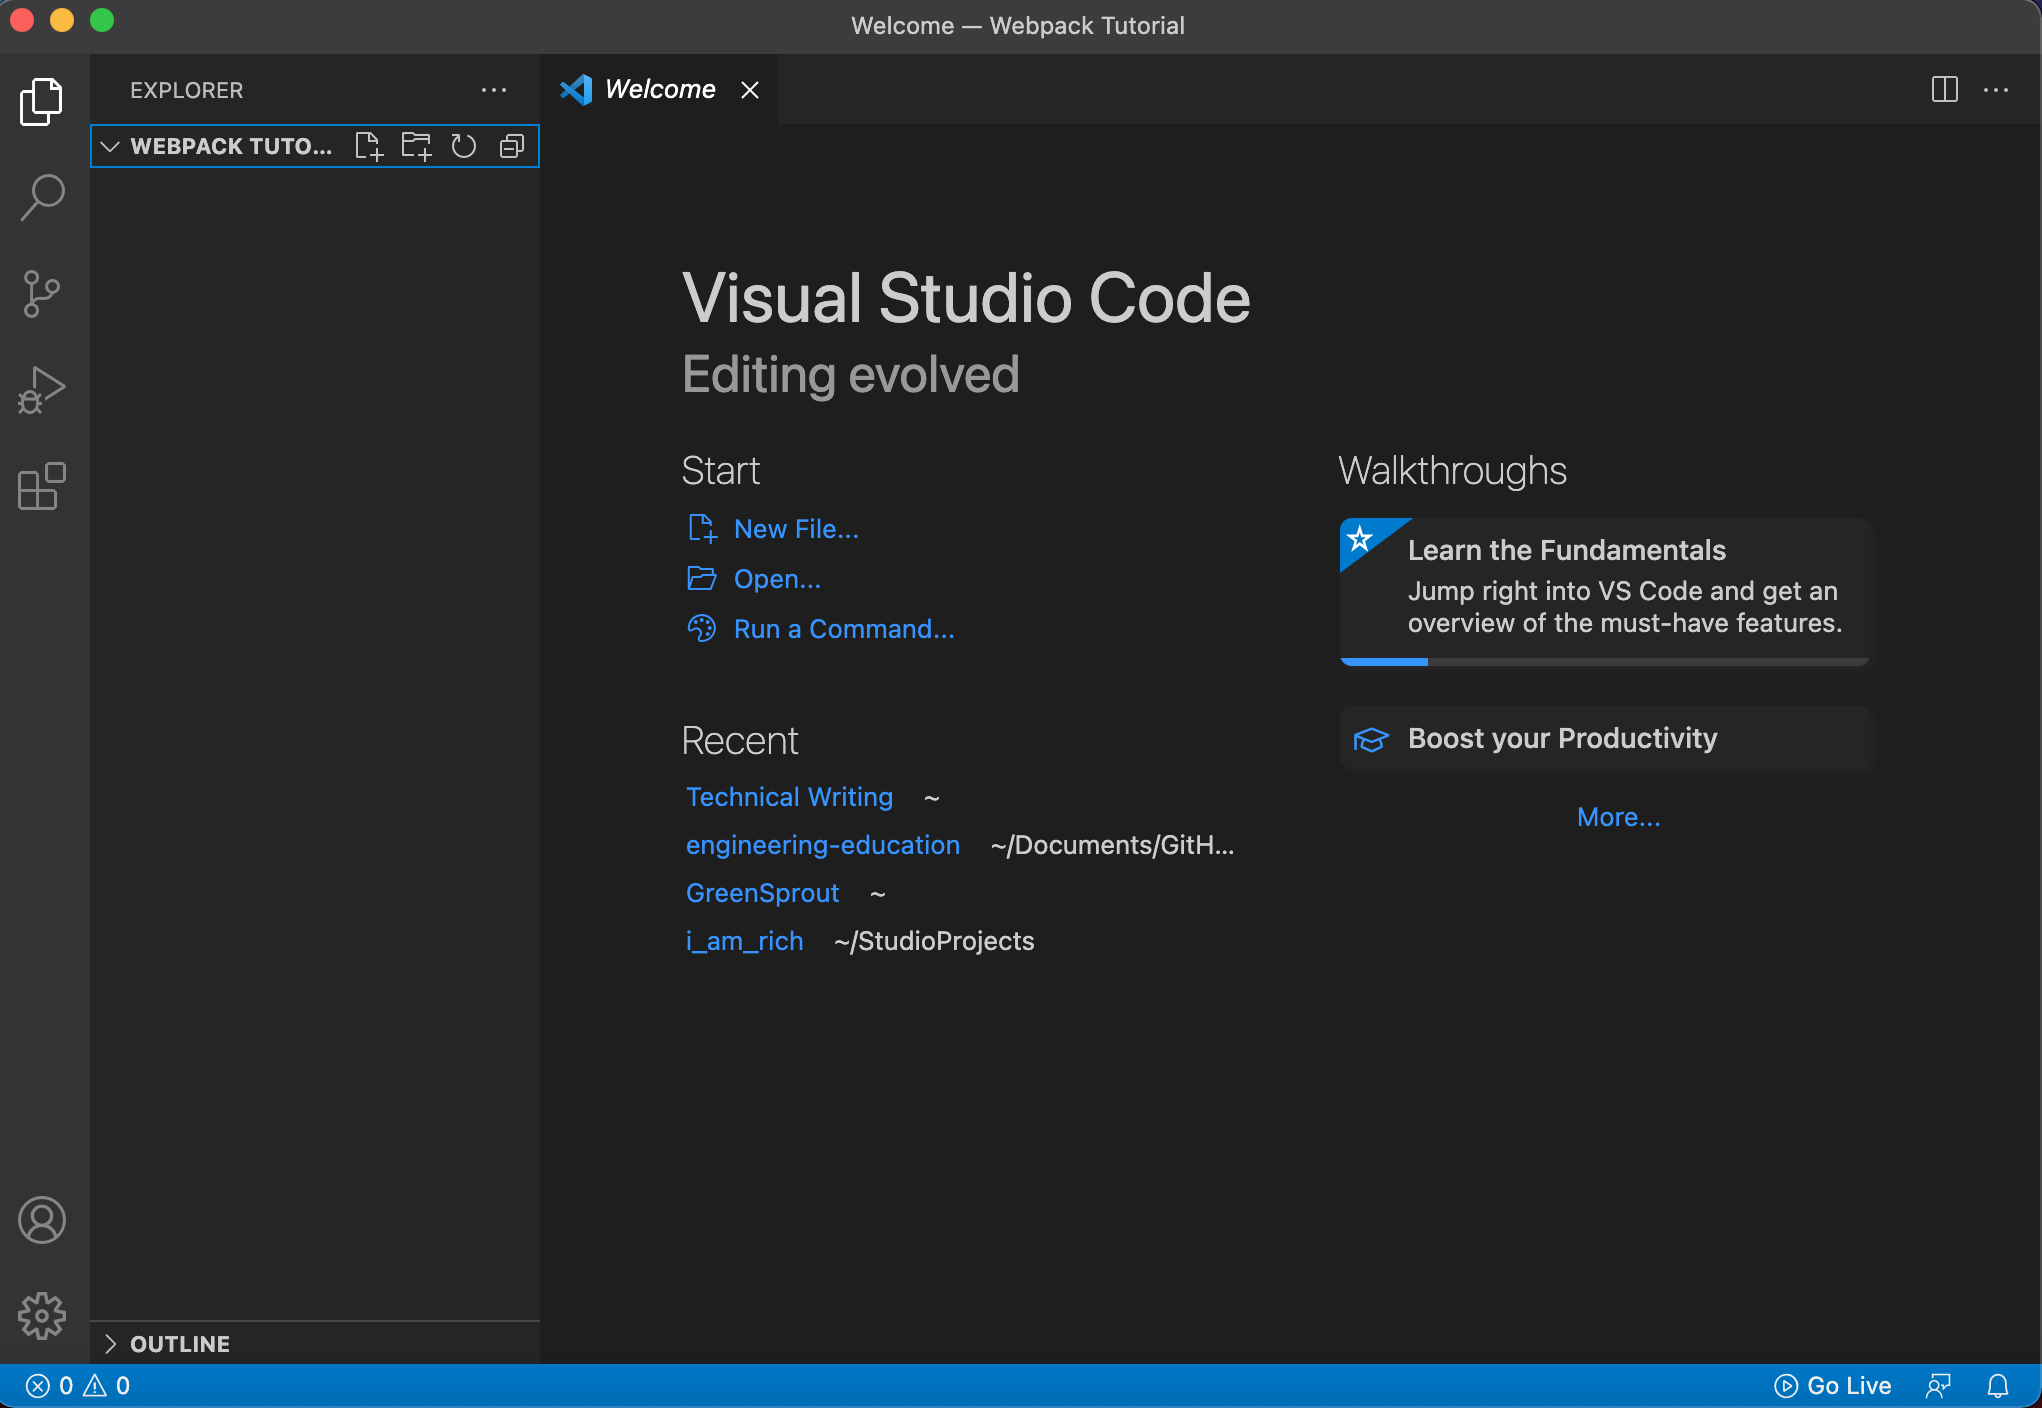 Welcome — Webpack Tutorial
EXPLORER
WEBPACK TUTO...
Welcome
Visual Studio Code
Editing evolved
Start
New File...
Open...
Run a Command...
Recent
Technical Writing ~
engineering-education ~/Documents/GitH...
GreenSprout ~
i_am_rich ~/StudioProjects
Walkthroughs
Learn the Fundamentals
Jump right into VS Code and get an
overview of the must-have features.
Boost your Productivity
More...
OUTLINE
0 0
Go Live